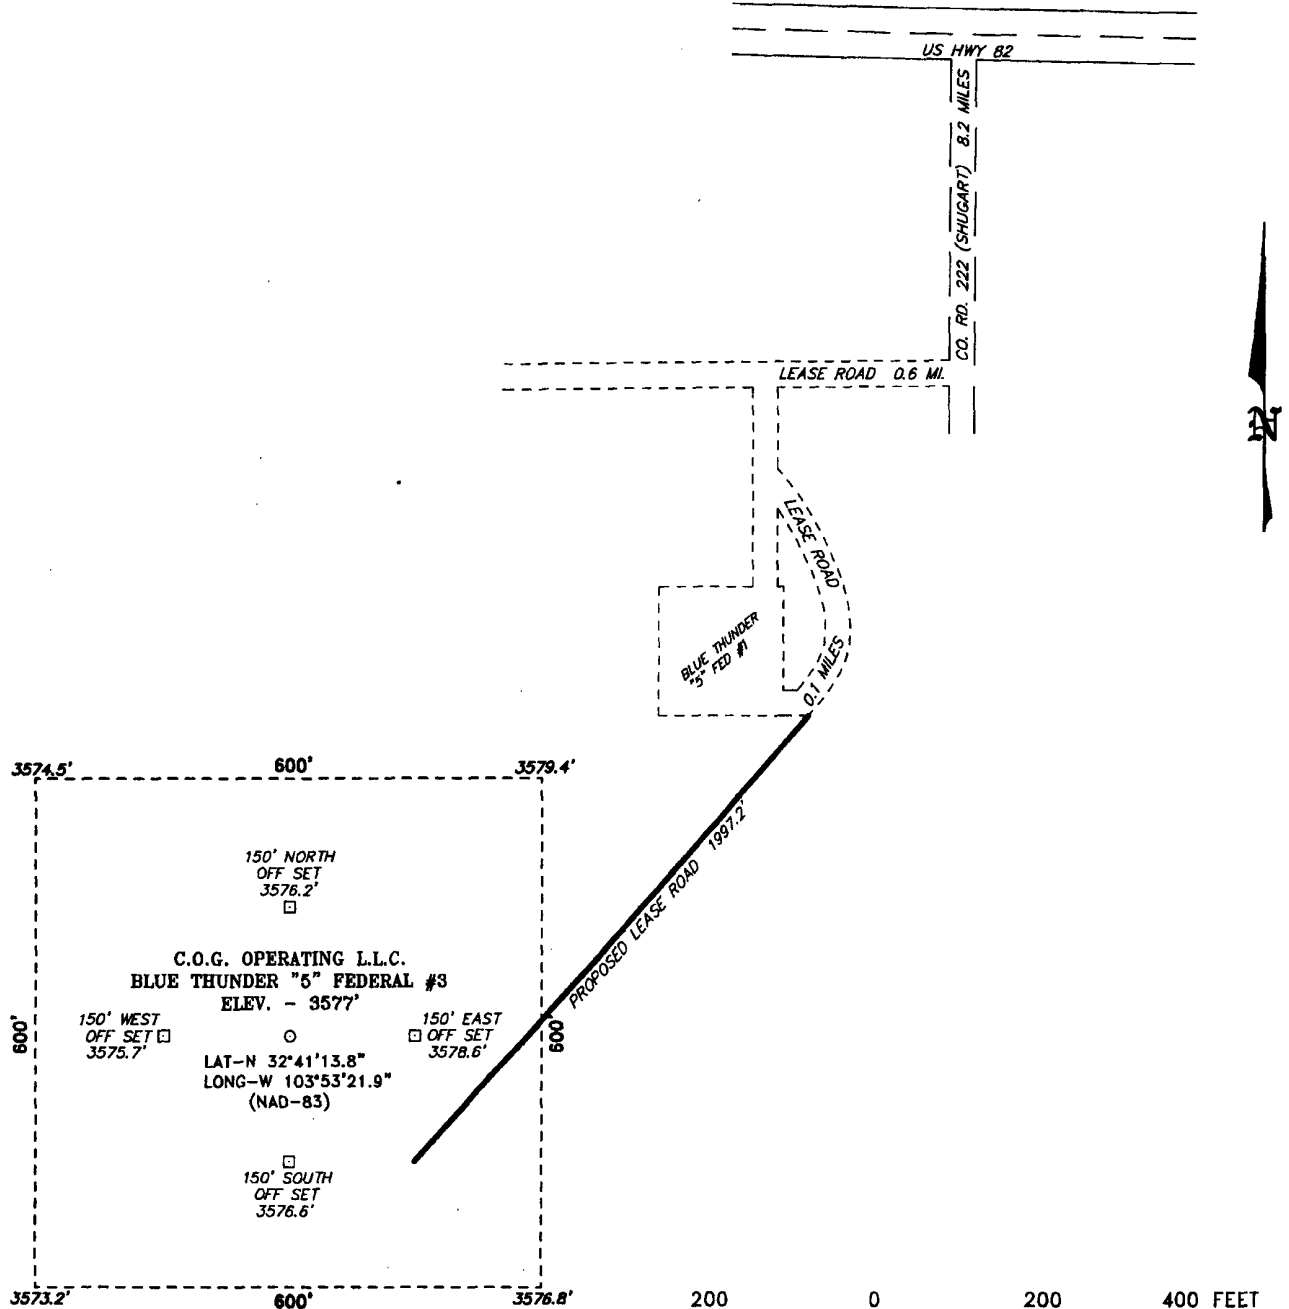 US HWY 82
CO. RD. 222 (SHUGART) 8.2 MILES
LEASE ROAD 0.6 MI.
N
LEASE ROAD
0.1 MILES
BLUE THUNDER
"5" FED #1
PROPOSED LEASE ROAD 1997.2'
3574.5'
600'
3579.4'
150' NORTH
OFF SET
3576.2'
C.O.G. OPERATING L.L.C.
BLUE THUNDER "5" FEDERAL #3
ELEV. - 3577'
600'
150' WEST
OFF SET
3575.7'
150' EAST
OFF SET
3578.6'
600'
LAT-N 32°41'13.8"
LONG-W 103°53'21.9"
(NAD-83)
150' SOUTH
OFF SET
3576.6'
3573.2'
600'
3576.8'
200 0 200 400 FEET